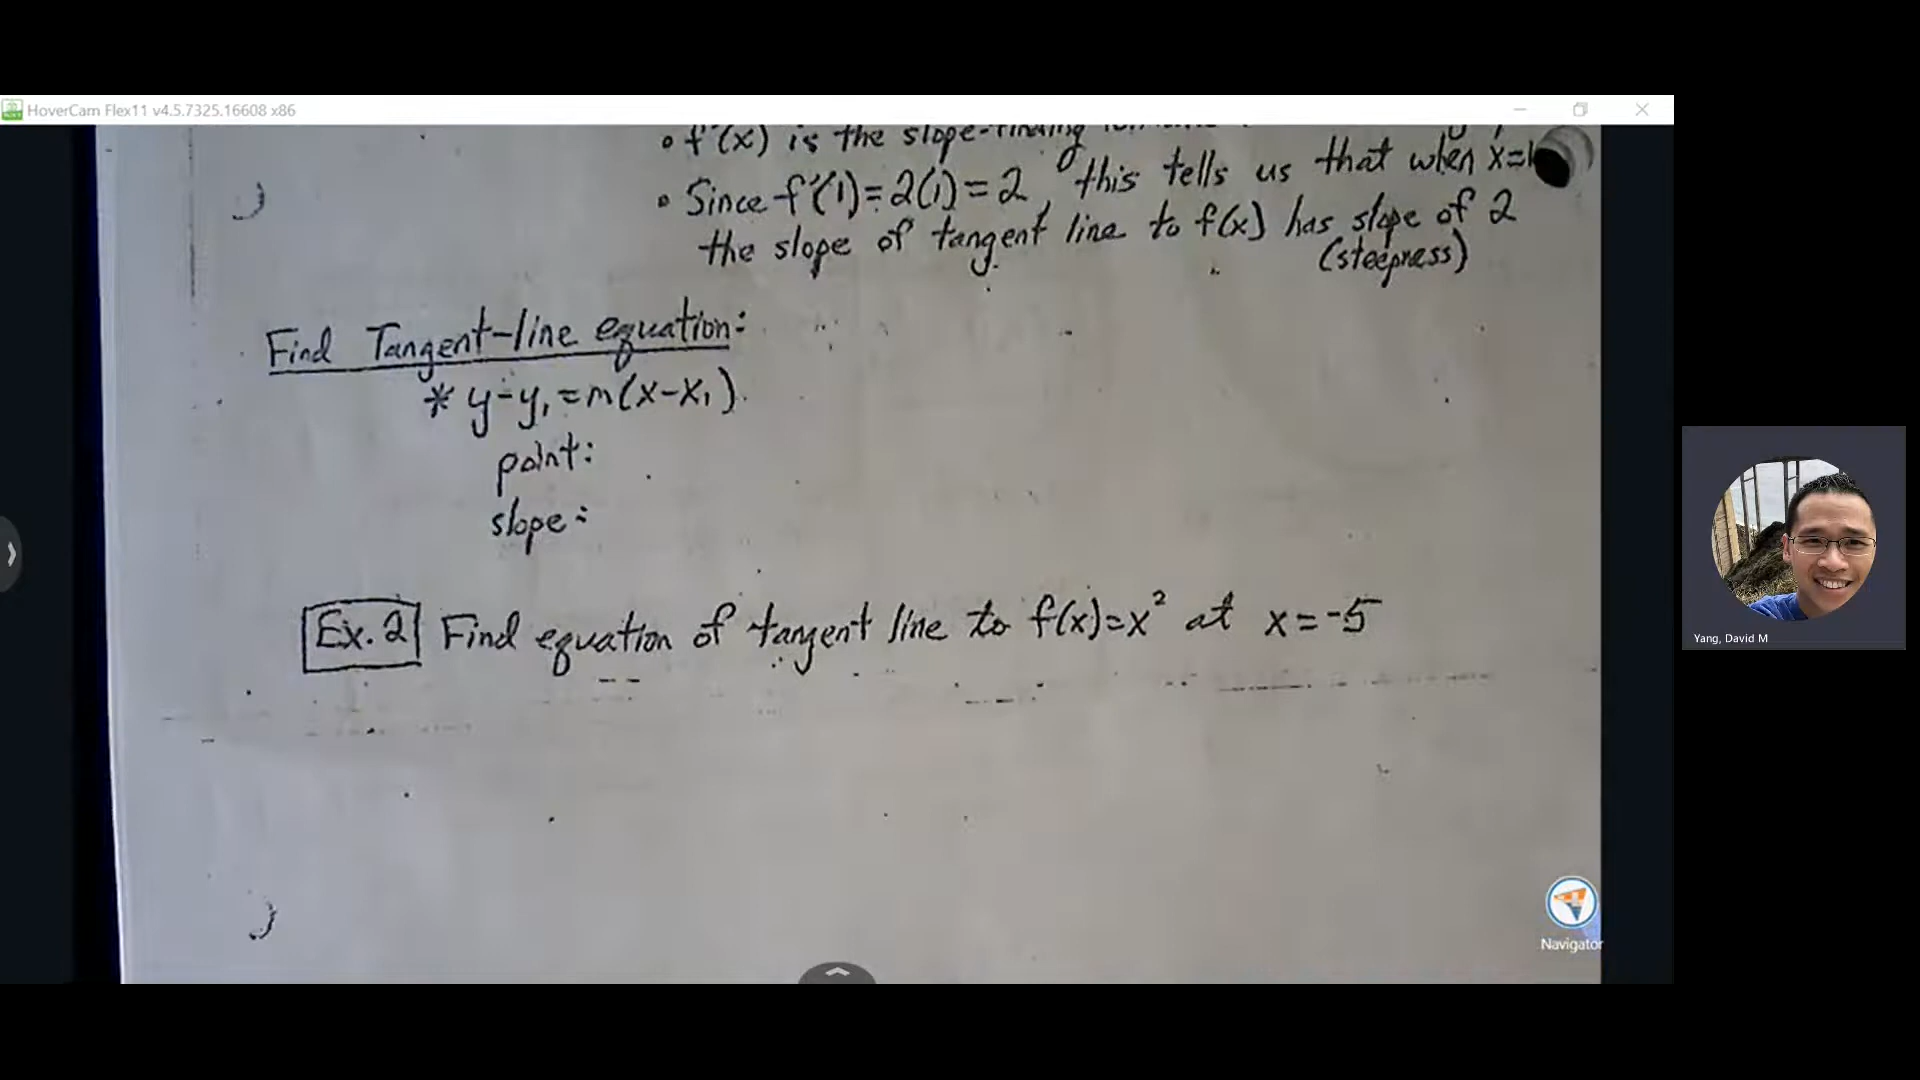 HoverCam Flex11 v4.5.7325.16608 x86
• f'(x) is the slope-finding
• Since f'(1)=2(1)=2, this tells us that when x=1
the slope of tangent line to f(x) has slope of 2
(steepness)
Find Tangent-line equation:
* y-y₁=m(x-x₁)
point:
slope:
Ex. 2 Find equation of tangent line to f(x)=x² at x=-5
Yang, David M
Navigator